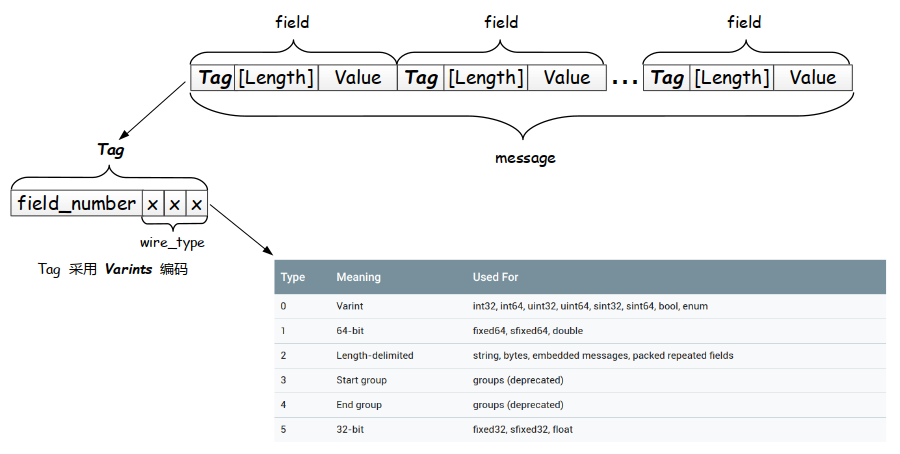 field field field
Tag [Length] Value Tag [Length] Value ... Tag [Length] Value
message
Tag
field_number x x x
wire_type
Tag 采用 Varints 编码
Type Meaning Used For
0 Varint int32, int64, uint32, uint64, sint32, sint64, bool, enum
1 64-bit fixed64, sfixed64, double
2 Length-delimited string, bytes, embedded messages, packed repeated fields
3 Start group groups (deprecated)
4 End group groups (deprecated)
5 32-bit fixed32, sfixed32, float